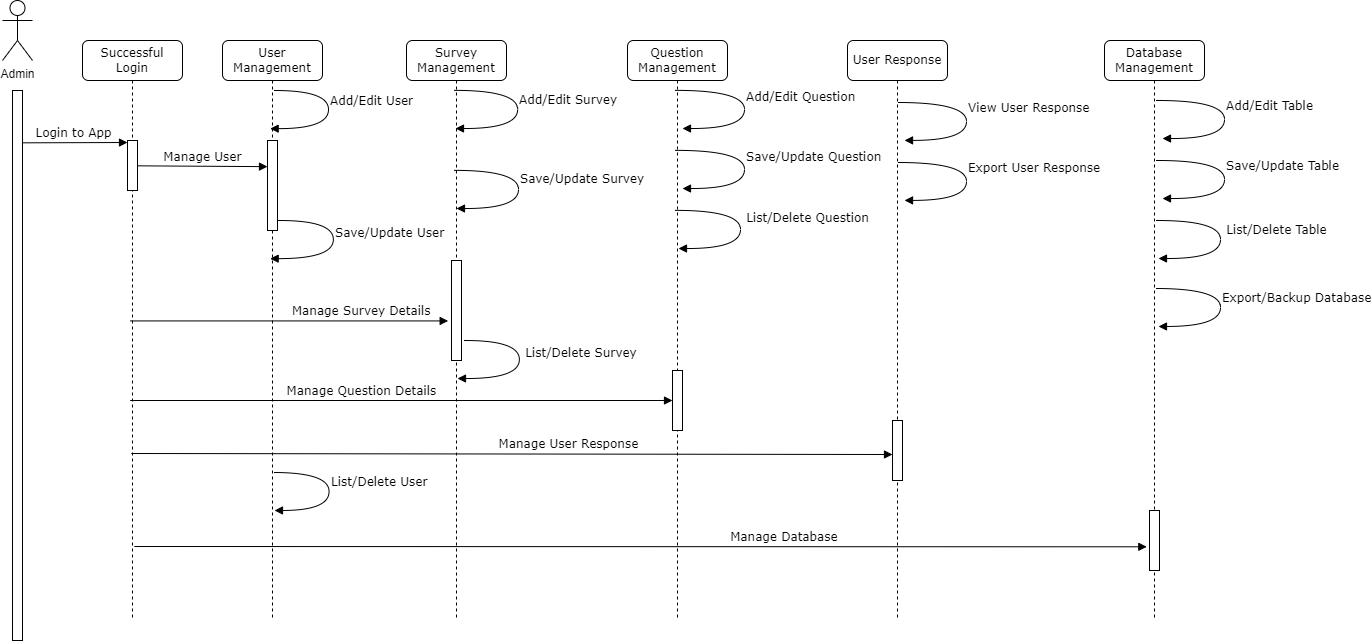 Admin
Successful
Login
User
Management
Survey
Management
Question
Management
User Response
Database
Management
Add/Edit User
Add/Edit Survey
Add/Edit Question
View User Response
Add/Edit Table
Login to App
Manage User
Save/Update Survey
Save/Update Question
Export User Response
Save/Update Table
Save/Update User
List/Delete Question
List/Delete Table
Export/Backup Database
Manage Survey Details
List/Delete Survey
Manage Question Details
Manage User Response
List/Delete User
Manage Database